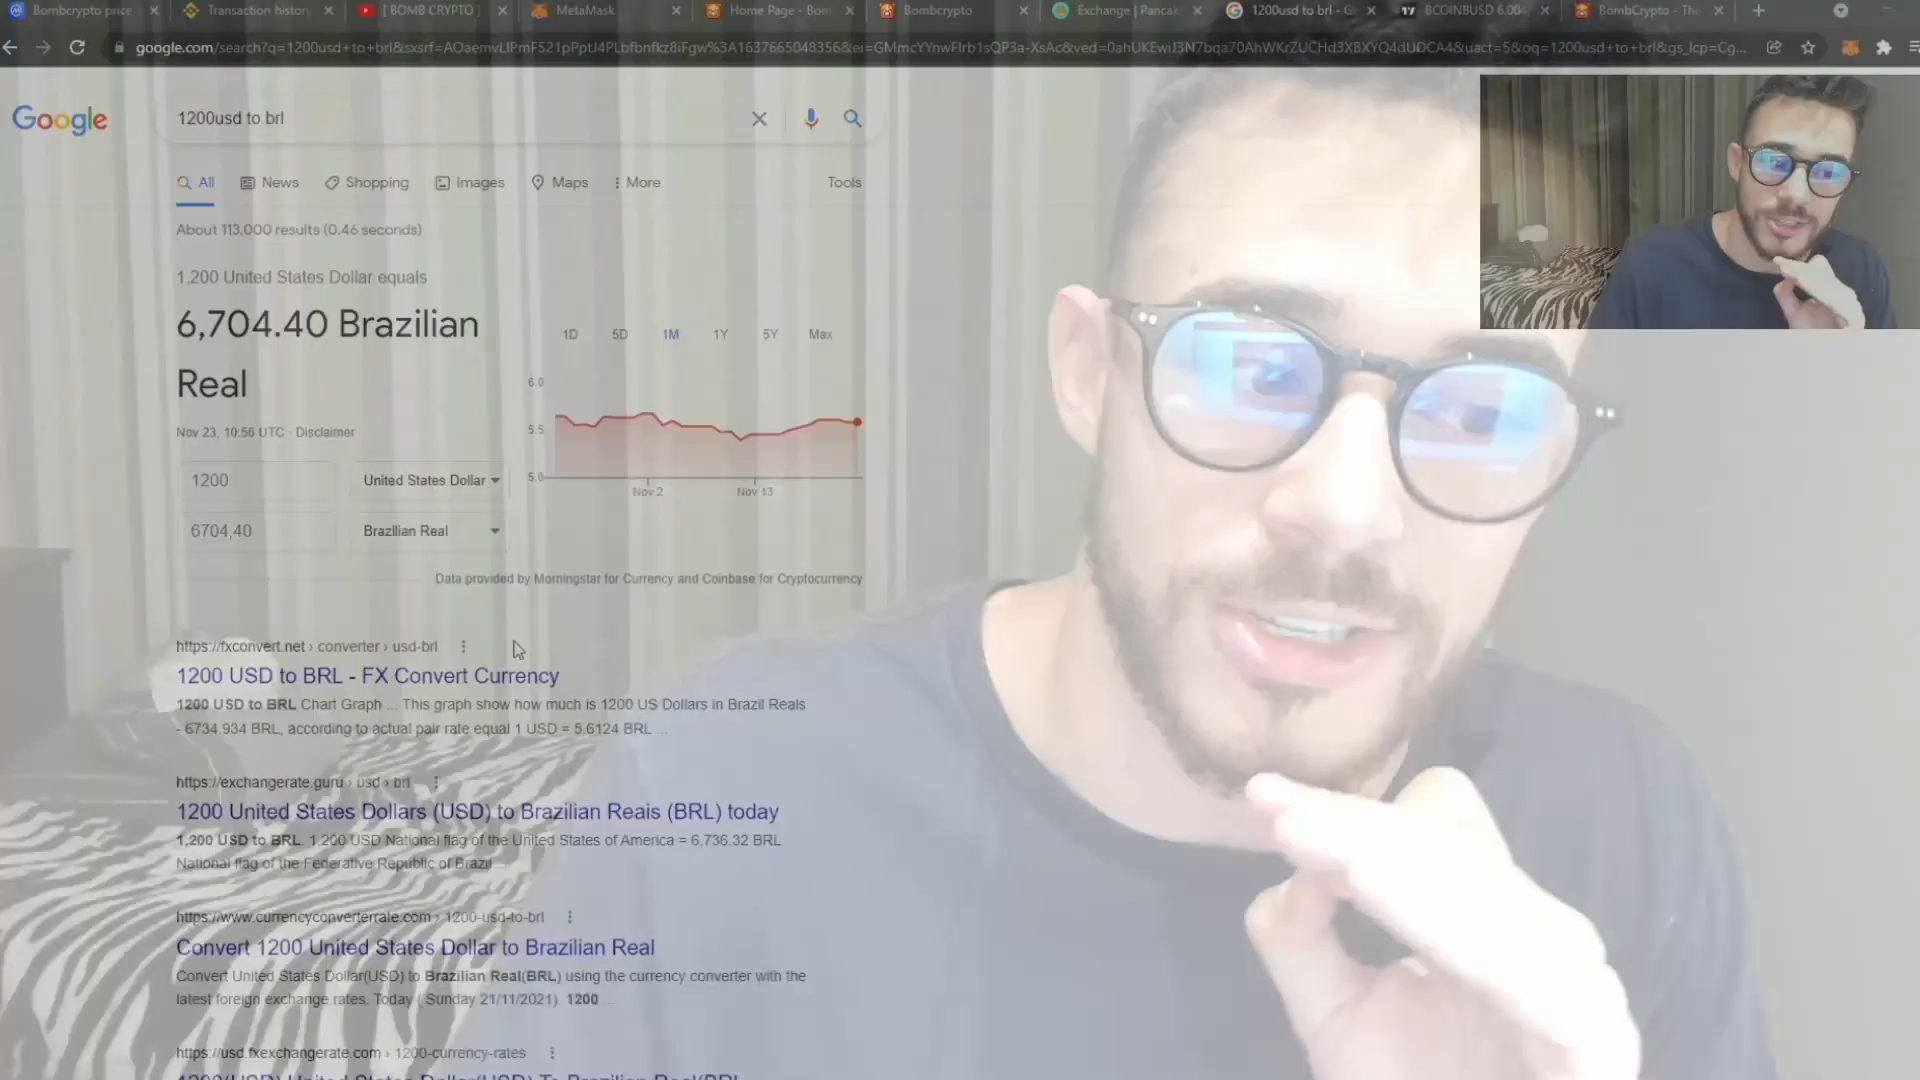 Bombcrypto price
Transaction history
[ BOMB CRYPTO ]
MetaMask
Home Page - Bom
Bombcrypto
Exchange | Pancak
1200usd to brl - G
BCOINBUSD 6.00
BombCrypto - The
Google
1200usd to brl
All
News
Shopping
Images
Maps
More
Tools
About 113,000 results (0.46 seconds)
1,200 United States Dollar equals
6,704.40 Brazilian
Real
Nov 23, 10:56 UTC · Disclaimer
1200
United States Dollar
6704,40
Brazilian Real
1D 5D 1M 1Y 5Y Max
6.0
5.5
5.0
Nov 2
Nov 13
Data provided by Morningstar for Currency and Coinbase for Cryptocurrency
https://fxconvert.net › converter › usd-brl
1200 USD to BRL - FX Convert Currency
1200 USD to BRL Chart Graph ... This graph show how much is 1200 US Dollars in Brazil Reals
- 6734.934 BRL, according to actual pair rate equal 1 USD = 5.6124 BRL ...
https://exchangerate.guru › usd › brl
1200 United States Dollars (USD) to Brazilian Reais (BRL) today
1,200 USD to BRL. 1 200 USD National flag of the United States of America = 6,736.32 BRL
National flag of the Federative Republic of Brazil
https://www.currencyconverterrate.com › 1200-usd-to-brl
Convert 1200 United States Dollar to Brazilian Real
Convert United States Dollar(USD) to Brazilian Real(BRL) using the currency converter with the
latest foreign exchange rates. Today ( Sunday 21/11/2021) 1200 ...
https://usd.fxexchangerate.com › 1200-currency-rates